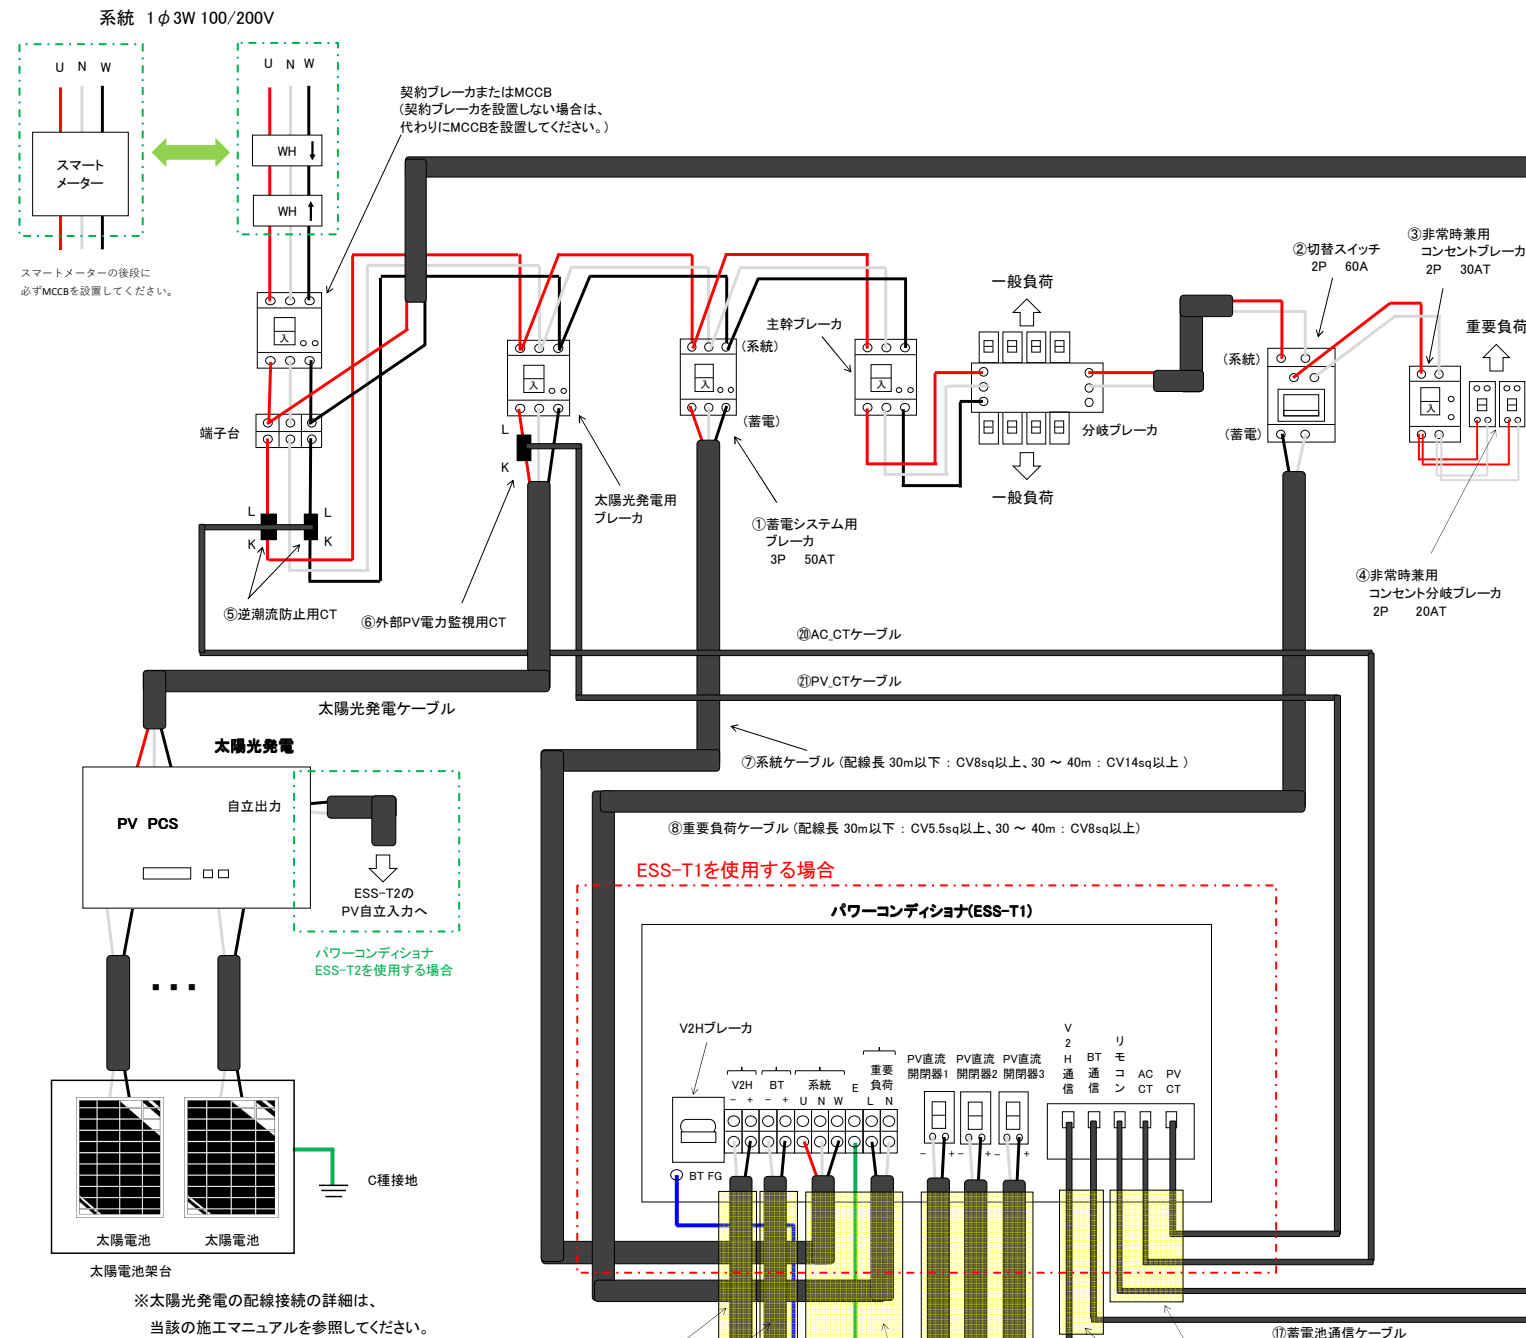 系統 1φ3W 100/200V
U N W
U N W
スマート
メーター
WH
WH
スマートメーターの後段に
必ずMCCBを設置してください。
契約ブレーカまたはMCCB
(契約ブレーカを設置しない場合は、
代わりにMCCBを設置してください。)
入
端子台
L
K
L
K
⑤逆潮流防止用CT
入
L
K
⑥外部PV電力監視用CT
太陽光発電用
ブレーカ
入
(系統)
(蓄電)
①蓄電システム用
ブレーカ
3P 50AT
主幹ブレーカ
入
一般負荷
分岐ブレーカ
一般負荷
②切替スイッチ
2P 60A
(系統)
(蓄電)
③非常時兼用
コンセントブレーカ
2P 30AT
重要負荷
入
④非常時兼用
コンセント分岐ブレーカ
2P 20AT
⑳AC_CTケーブル
㉑PV_CTケーブル
太陽光発電ケーブル
⑦系統ケーブル (配線長 30m以下 : CV8sq以上、30 ~ 40m : CV14sq以上 )
⑧重要負荷ケーブル (配線長 30m以下 : CV5.5sq以上、30 ~ 40m : CV8sq以上)
太陽光発電
PV PCS
自立出力
ESS-T2の
PV自立入力へ
パワーコンディショナ
ESS-T2を使用する場合
太陽電池
太陽電池
太陽電池架台
C種接地
※太陽光発電の配線接続の詳細は、
当該の施工マニュアルを参照してください。
ESS-T1を使用する場合
パワーコンディショナ(ESS-T1)
V2Hブレーカ
V2H
- +
BT
- +
系統
U N W
E
重要
負荷
L N
BT FG
PV直流
開閉器1
PV直流
開閉器2
PV直流
開閉器3
- + - + - +
V2H通信
BT通信
リモコン
AC
CT
PV
CT
⑰蓄電池通信ケーブル